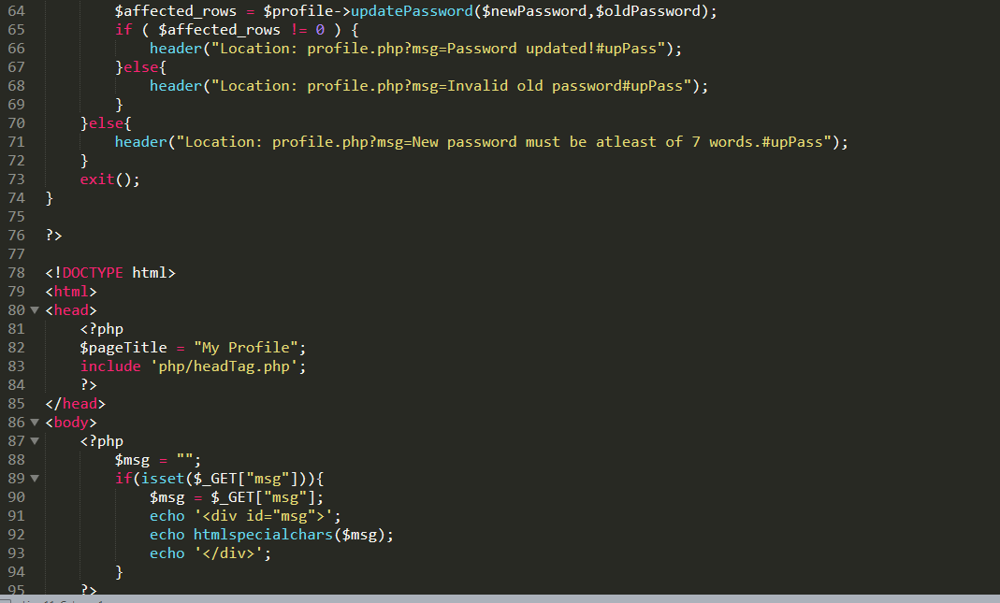 64 $affected_rows = $profile->updatePassword($newPassword,$oldPassword);
65 if ( $affected_rows != 0 ) {
66 header("Location: profile.php?msg=Password updated!#upPass");
67 }else{
68 header("Location: profile.php?msg=Invalid old password#upPass");
69 }
70 }else{
71 header("Location: profile.php?msg=New password must be atleast of 7 words.#upPass");
72 }
73 exit();
74 }
75
76 ?>
77
78 <!DOCTYPE html>
79 <html>
80 <head>
81 <?php
82 $pageTitle = "My Profile";
83 include 'php/headTag.php';
84 ?>
85 </head>
86 <body>
87 <?php
88 $msg = "";
89 if(isset($_GET["msg"])){
90 $msg = $_GET["msg"];
91 echo '<div id="msg">';
92 echo htmlspecialchars($msg);
93 echo '</div>';
94 }
95 ?>